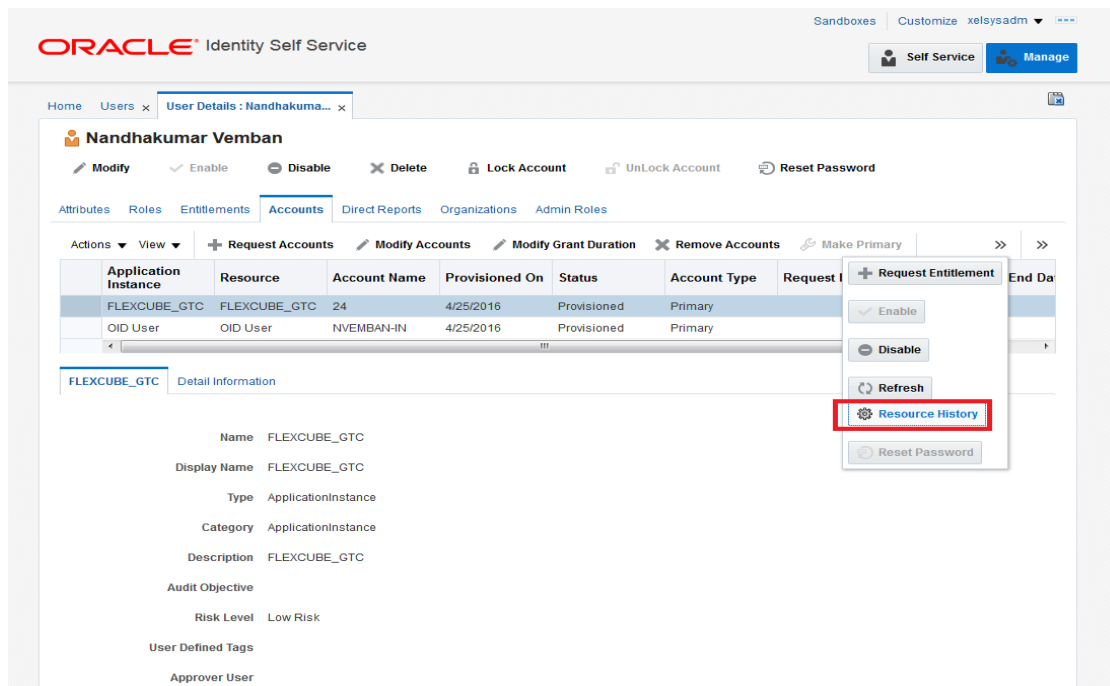 Sandboxes Customize xelsysadm
ORACLE Identity Self Service
Self Service Manage
Home Users x User Details : Nandhakuma... x
Nandhakumar Vemban
Modify Enable Disable Delete Lock Account UnLock Account Reset Password
Attributes Roles Entitlements Accounts Direct Reports Organizations Admin Roles
Actions View Request Accounts Modify Accounts Modify Grant Duration Remove Accounts Make Primary » »
Application Instance Resource Account Name Provisioned On Status Account Type Request End Da
FLEXCUBE_GTC FLEXCUBE_GTC 24 4/25/2016 Provisioned Primary
OID User OID User NVEMBAN-IN 4/25/2016 Provisioned Primary
Request Entitlement
Enable
Disable
Refresh
Resource History
Reset Password
FLEXCUBE_GTC Detail Information
Name FLEXCUBE_GTC
Display Name FLEXCUBE_GTC
Type ApplicationInstance
Category ApplicationInstance
Description FLEXCUBE_GTC
Audit Objective
Risk Level Low Risk
User Defined Tags
Approver User